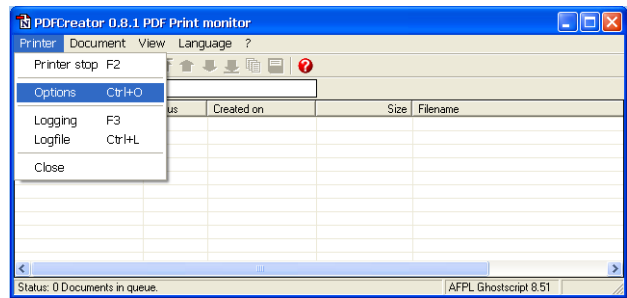 PDFCreator 0.8.1 PDF Print monitor
Printer Document View Language ?
Printer stop F2
Options Ctrl+O
us Created on Size Filename
Logging F3
Logfile Ctrl+L
Close
Status: 0 Documents in queue. AFPL Ghostscript 8.51